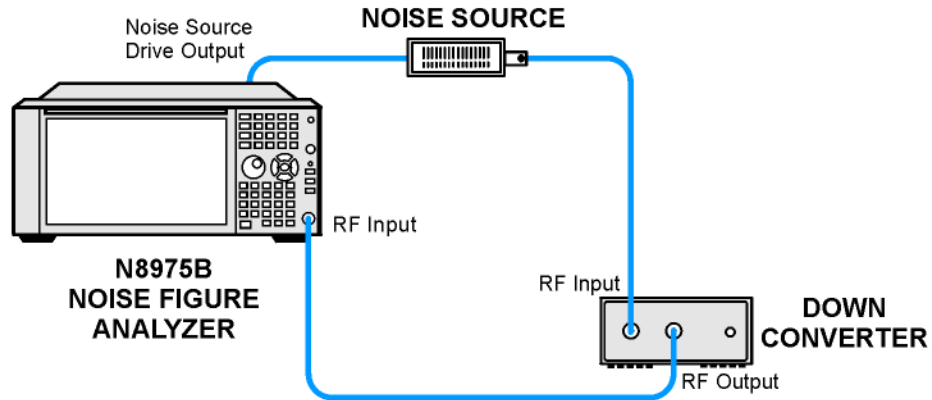 NOISE SOURCE
Noise Source
Drive Output
RF Input
N8975B
NOISE FIGURE
ANALYZER
RF Input
DOWN
CONVERTER
RF Output